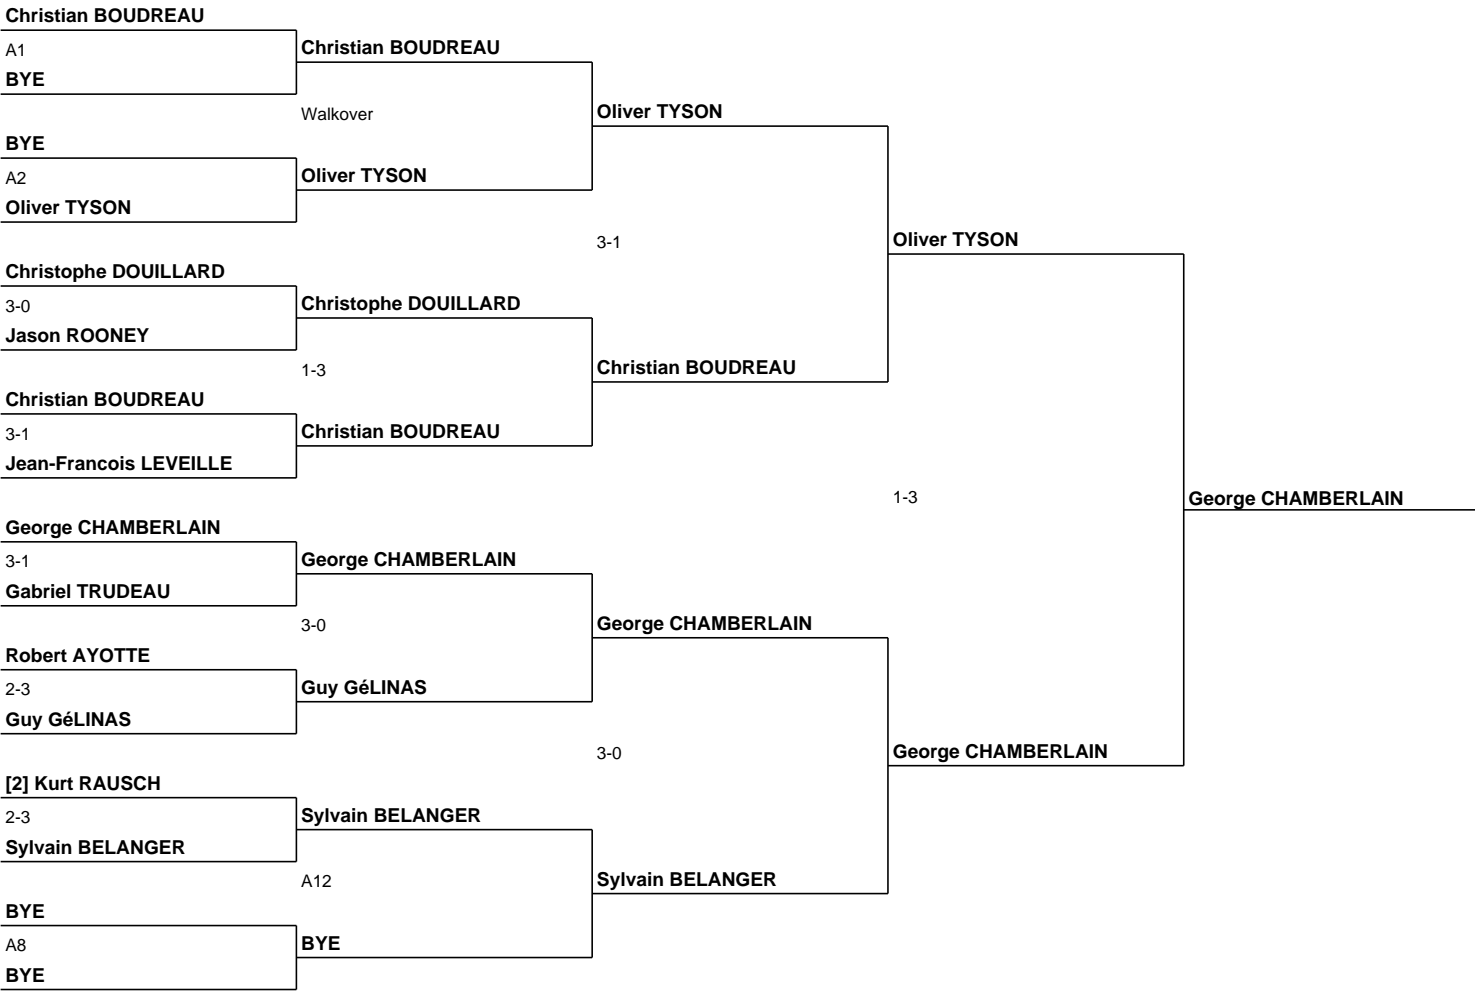 Christian BOUDREAU
A1
Christian BOUDREAU
BYE
Walkover
Oliver TYSON
BYE
A2
Oliver TYSON
Oliver TYSON
3-1
Oliver TYSON
Christophe DOUILLARD
3-0
Christophe DOUILLARD
Jason ROONEY
1-3
Christian BOUDREAU
Christian BOUDREAU
3-1
Christian BOUDREAU
Jean-Francois LEVEILLE
1-3
George CHAMBERLAIN
George CHAMBERLAIN
3-1
George CHAMBERLAIN
Gabriel TRUDEAU
3-0
George CHAMBERLAIN
Robert AYOTTE
2-3
Guy GéLINAS
Guy GéLINAS
3-0
George CHAMBERLAIN
[2] Kurt RAUSCH
2-3
Sylvain BELANGER
Sylvain BELANGER
A12
Sylvain BELANGER
BYE
A8
BYE
BYE